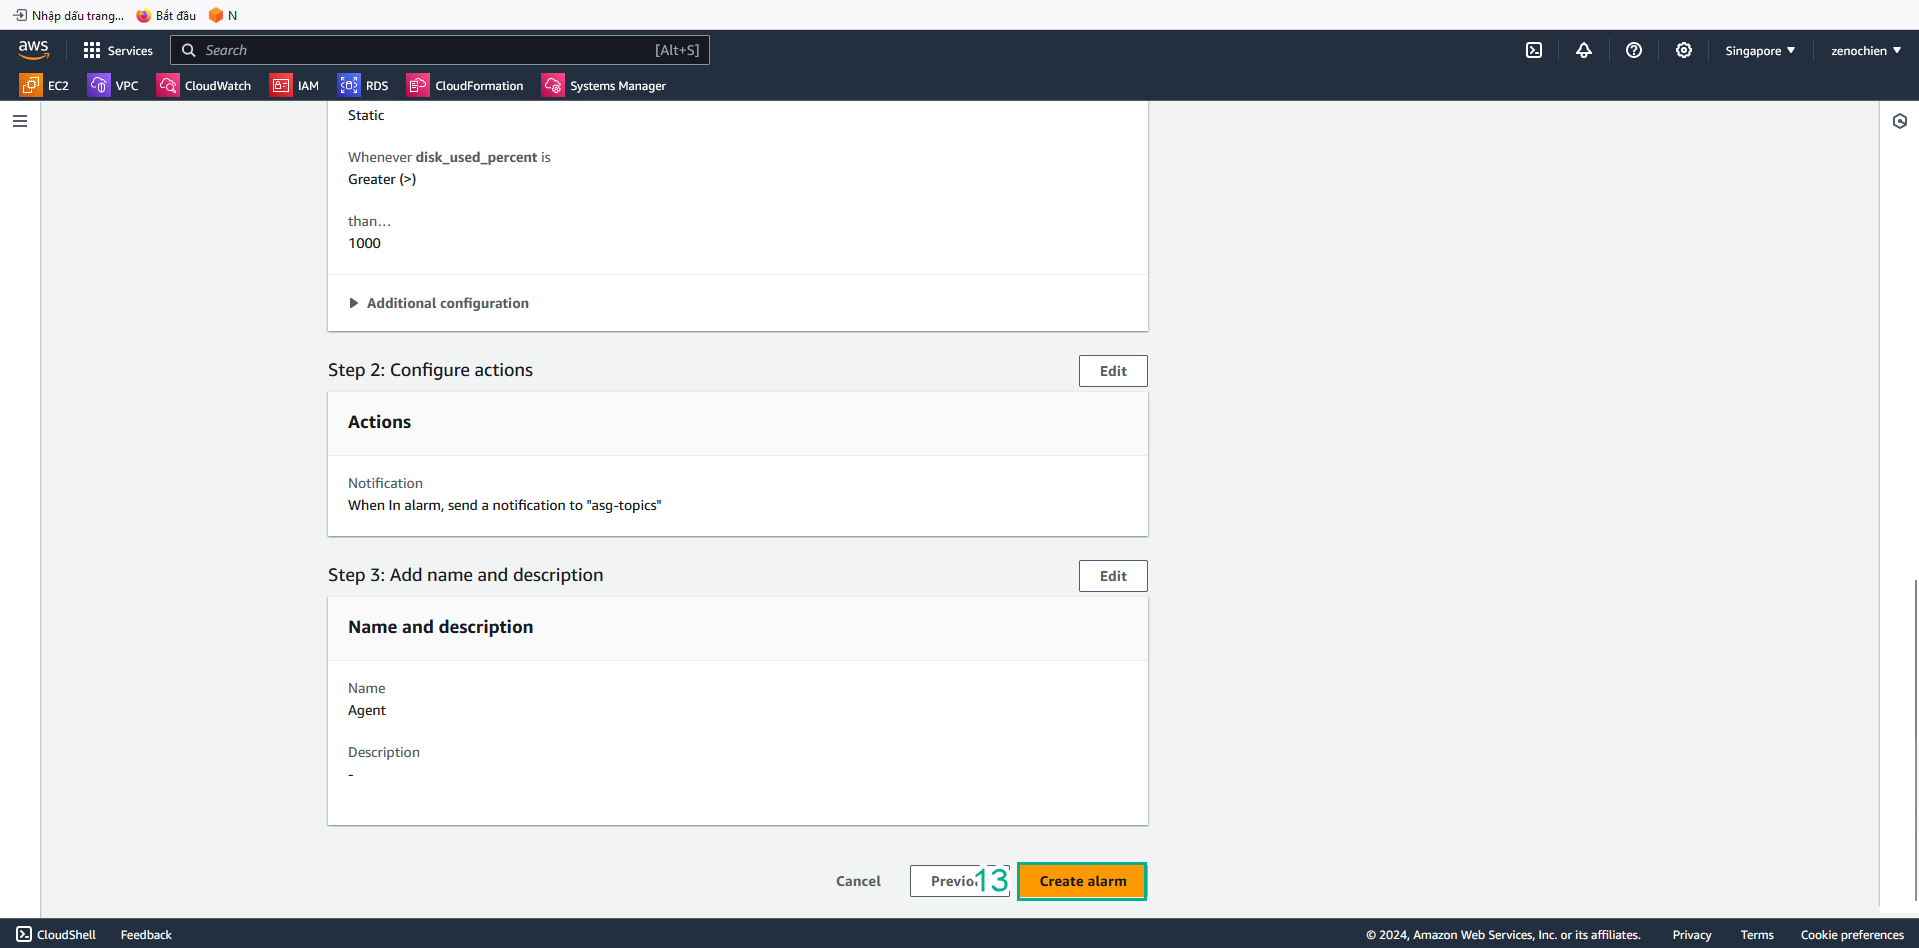 Nhập dấu trang... Bắt đầu N
aws Services Search [Alt+S] Singapore zenochien
EC2 VPC CloudWatch IAM RDS CloudFormation Systems Manager
Static
Whenever disk_used_percent is
Greater (>)
than...
1000
Additional configuration
Step 2: Configure actions Edit
Actions
Notification
When In alarm, send a notification to "asg-topics"
Step 3: Add name and description Edit
Name and description
Name
Agent
Description
-
Cancel Previo 13 Create alarm
CloudShell Feedback © 2024, Amazon Web Services, Inc. or its affiliates. Privacy Terms Cookie preferences